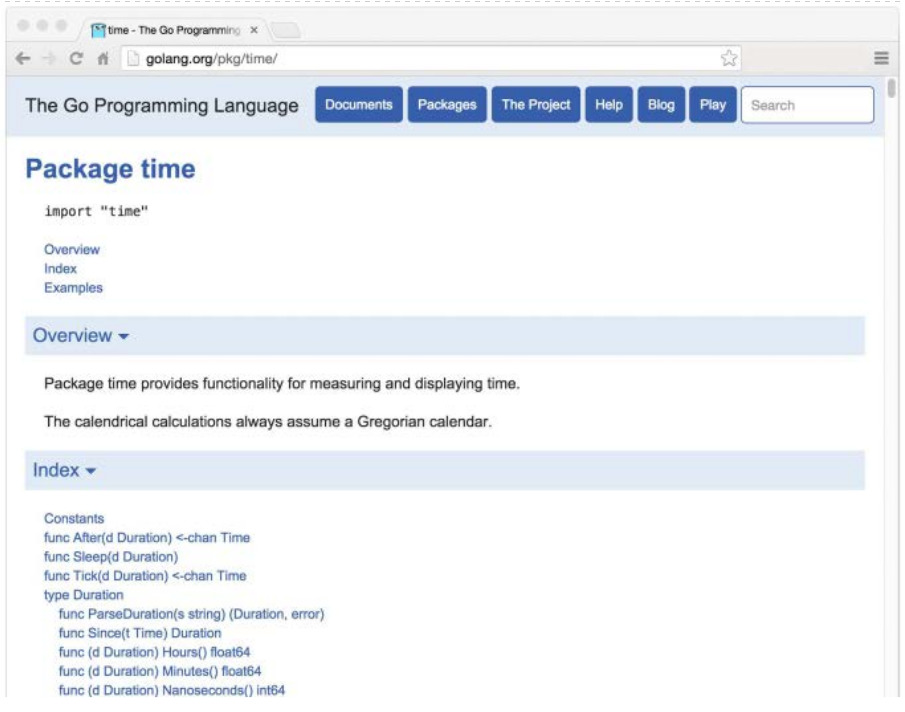 time - The Go Programming
golang.org/pkg/time/
The Go Programming Language Documents Packages The Project Help Blog Play Search
Package time
import "time"
Overview
Index
Examples
Overview
Package time provides functionality for measuring and displaying time.
The calendrical calculations always assume a Gregorian calendar.
Index
Constants
func After(d Duration) <-chan Time
func Sleep(d Duration)
func Tick(d Duration) <-chan Time
type Duration
func ParseDuration(s string) (Duration, error)
func Since(t Time) Duration
func (d Duration) Hours() float64
func (d Duration) Minutes() float64
func (d Duration) Nanoseconds() int64